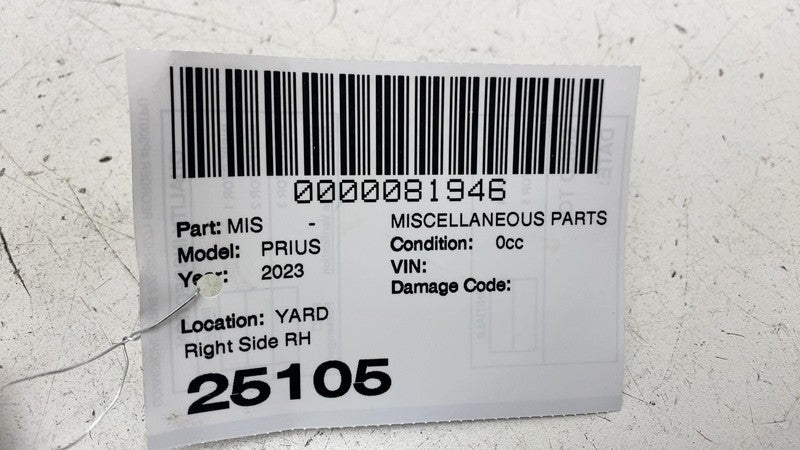 0000081946
Part: MIS - MISCELLANEOUS PARTS
Model: PRIUS Condition: 0cc
Year: 2023 VIN:
Damage Code:
Location: YARD
Right Side RH
25105